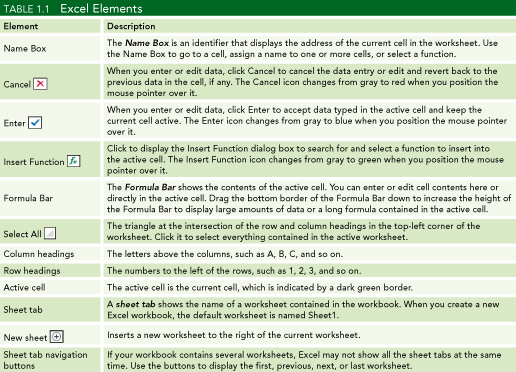 TABLE 1.1 Excel Elements
Element Description
Name Box
The Name Box is an identifier that displays the address of the current cell in the worksheet. Use
the Name Box to go to a cell, assign a name to one or more cells, or select a function.
Cancel
When you enter or edit data, click Cancel to cancel the data entry or edit and revert back to the
previous data in the cell, if any. The Cancel icon changes from gray to red when you position the
mouse pointer over it.
Enter
When you enter or edit data, click Enter to accept data typed in the active cell and keep the
current cell active. The Enter icon changes from gray to blue when you position the mouse pointer
over it.
Insert Function fx
Click to display the Insert Function dialog box to search for and select a function to insert into
the active cell. The Insert Function icon changes from gray to green when you position the mouse
pointer over it.
Formula Bar
The Formula Bar shows the contents of the active cell. You can enter or edit cell contents here or
directly in the active cell. Drag the bottom border of the Formula Bar down to increase the height of
the Formula Bar to display large amounts of data or a long formula contained in the active cell.
Select All
The triangle at the intersection of the row and column headings in the top-left corner of the
worksheet. Click it to select everything contained in the active worksheet.
Column headings The letters above the columns, such as A, B, C, and so on.
Row headings The numbers to the left of the rows, such as 1, 2, 3, and so on.
Active cell The active cell is the current cell, which is indicated by a dark green border.
Sheet tab
A sheet tab shows the name of a worksheet contained in the workbook. When you create a new
Excel workbook, the default worksheet is named Sheet1.
New sheet Inserts a new worksheet to the right of the current worksheet.
Sheet tab navigation
buttons
If your workbook contains several worksheets, Excel may not show all the sheet tabs at the same
time. Use the buttons to display the first, previous, next, or last worksheet.